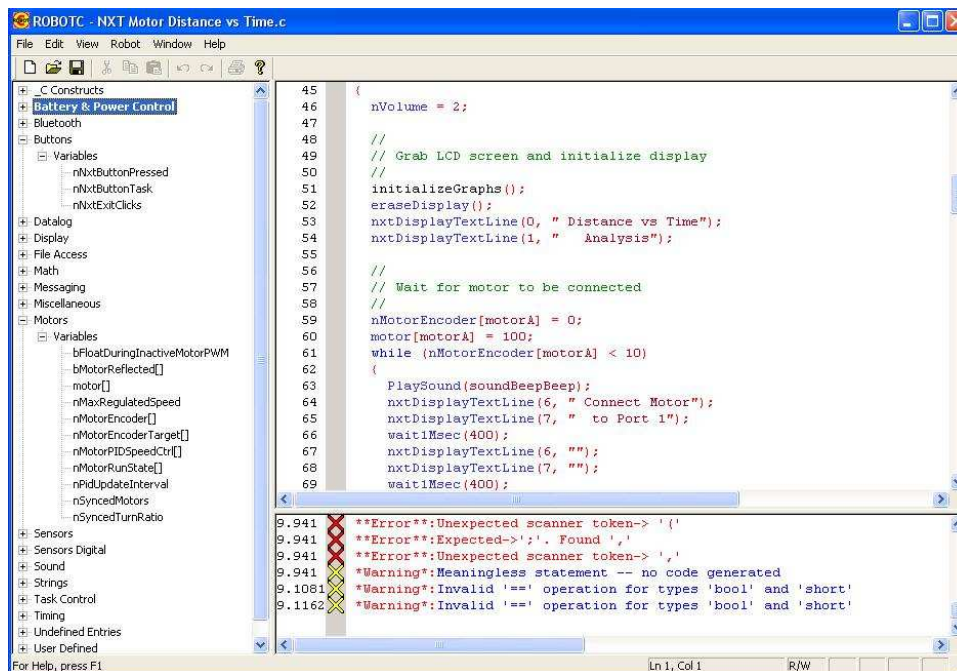 ROBOTC - NXT Motor Distance vs Time.c
File Edit View Robot Window Help
_C Constructs
Battery & Power Control
Bluetooth
Buttons
Variables
nNxtButtonPressed
nNxtButtonTask
nNxtExitClicks
Datalog
Display
File Access
Math
Messaging
Miscellaneous
Motors
Variables
bFloatDuringInactiveMotorPWM
bMotorReflected[]
motor[]
nMaxRegulatedSpeed
nMotorEncoder[]
nMotorEncoderTarget[]
nMotorPIDSpeedCtrl[]
nMotorRunState[]
nPidUpdateInterval
nSyncedMotors
nSyncedTurnRatio
Sensors
Sensors Digital
Sound
Strings
Task Control
Timing
Undefined Entries
User Defined
45 {
46 nVolume = 2;
47
48 //
49 // Grab LCD screen and initialize display
50 //
51 initializeGraphs();
52 eraseDisplay();
53 nxtDisplayTextLine(0, " Distance vs Time");
54 nxtDisplayTextLine(1, "   Analysis");
55
56 //
57 // Wait for motor to be connected
58 //
59 nMotorEncoder[motorA] = 0;
60 motor[motorA] = 100;
61 while (nMotorEncoder[motorA] < 10)
62 {
63 PlaySound(soundBeepBeep);
64 nxtDisplayTextLine(6, " Connect Motor");
65 nxtDisplayTextLine(7, "  to Port 1");
66 wait1Msec(400);
67 nxtDisplayTextLine(6, "");
68 nxtDisplayTextLine(7, "");
69 wait1Msec(400);
9.941 **Error**:Unexpected scanner token-> '('
9.941 **Error**:Expected->';'. Found ','
9.941 **Error**:Unexpected scanner token-> ','
9.941 *Warning*:Meaningless statement -- no code generated
9.1081 *Warning*:Invalid '==' operation for types 'bool' and 'short'
9.1162 *Warning*:Invalid '==' operation for types 'bool' and 'short'
For Help, press F1
Ln 1, Col 1
R/W